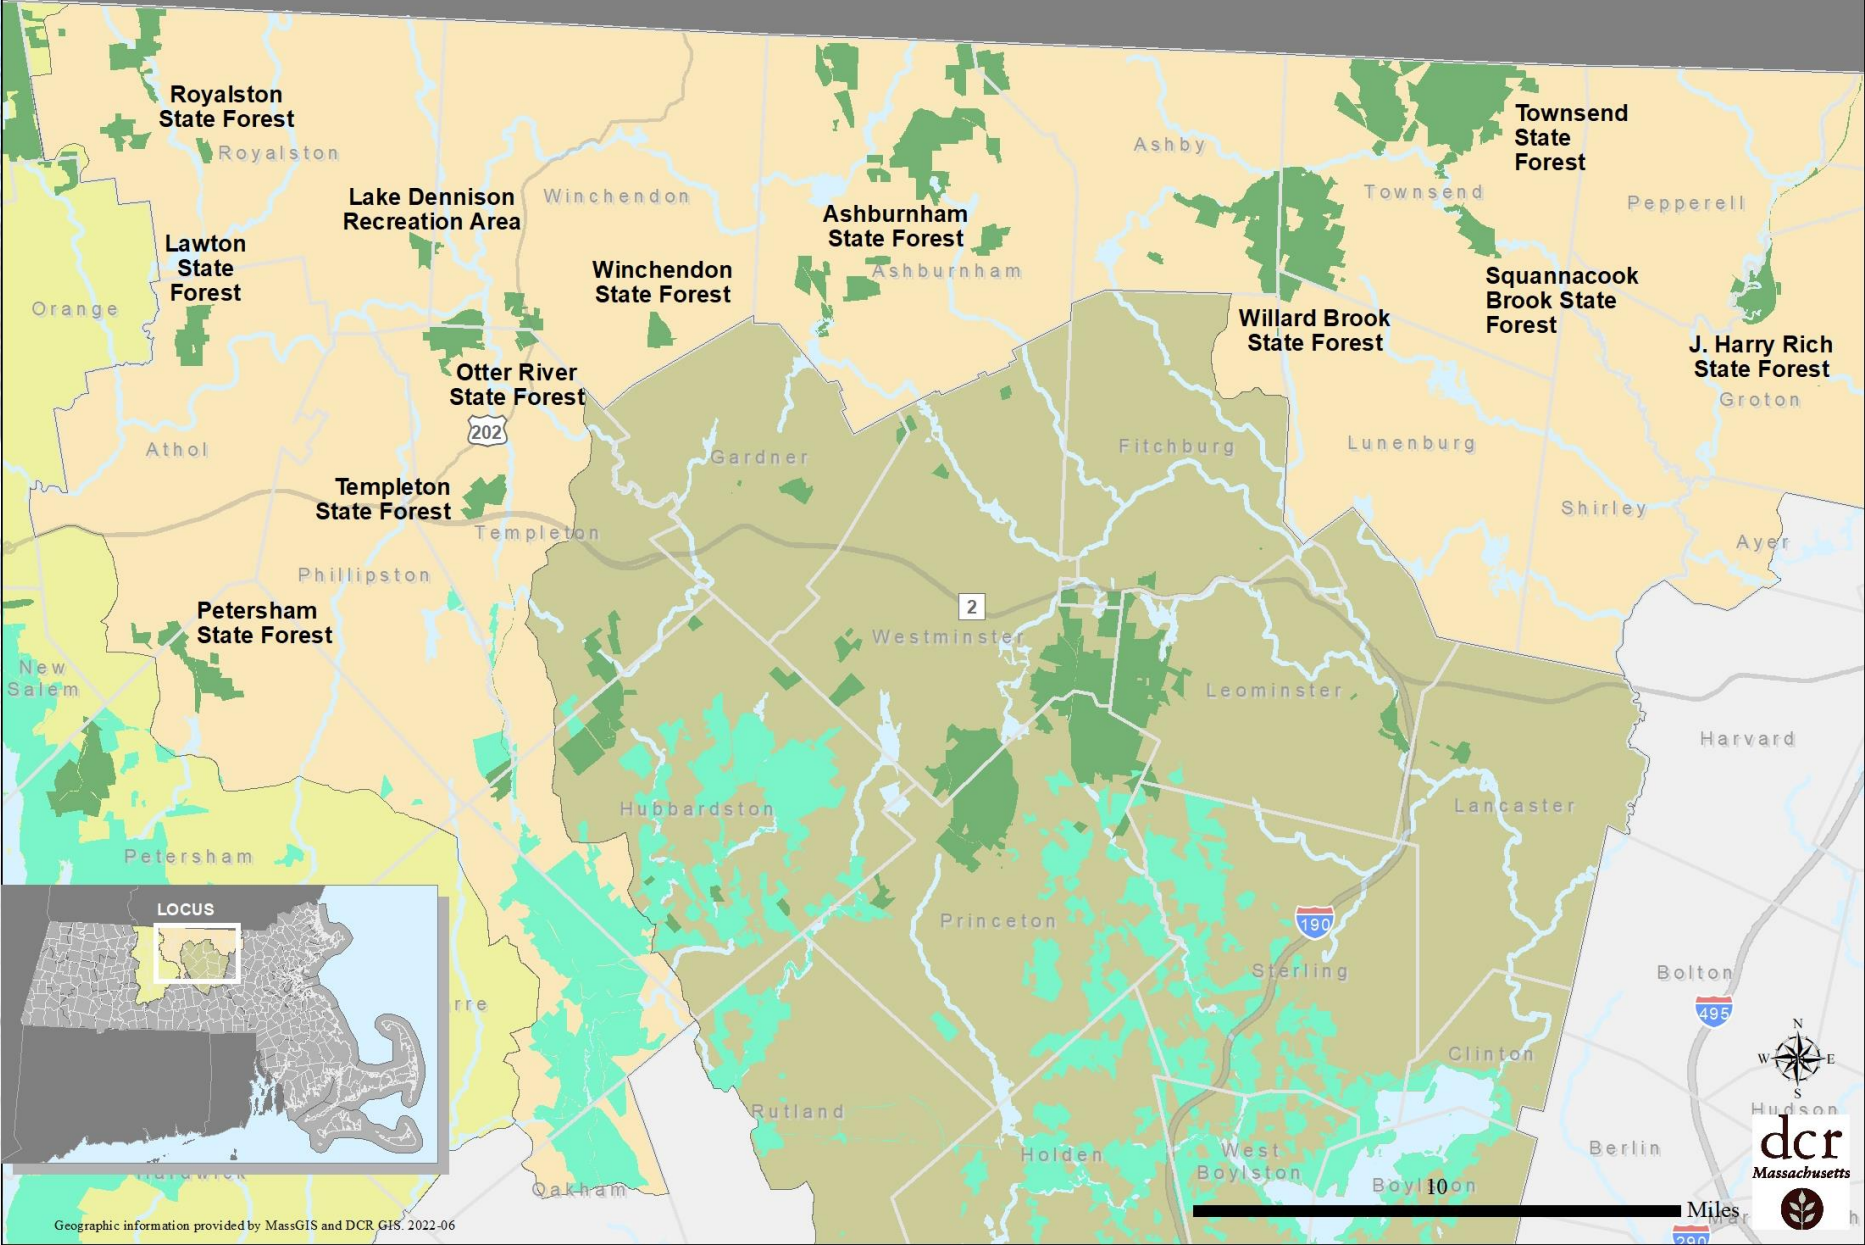 Royalston
State Forest
Royalston
Townsend
State
Forest
Ashby
Lake Dennison
Recreation Area
Winchendon
Townsend
Pepperell
Ashburnham
State Forest
Lawton
State
Forest
Winchendon
State Forest
Ashburnham
Squannacook
Brook State
Forest
Orange
Willard Brook
State Forest
J. Harry Rich
State Forest
Groton
Otter River
State Forest
202
Athol
Gardner
Fitchburg
Lunenburg
Templeton
State Forest
Templeton
Shirley
Ayer
Phillipston
Petersham
State Forest
2
Westminster
New
Salem
Leominster
Harvard
Hubbardston
Lancaster
Petersham
LOCUS
Princeton
190
Sterling
Bolton
495
rre
N
W
E
S
Clinton
Rutland
Hudson
Holden
West
Boylston
Berlin
dcr
Massachusetts
Hardwick
Oakham
Boylston
10
Miles
Geographic information provided by MassGIS and DCR GIS. 2022-06
290